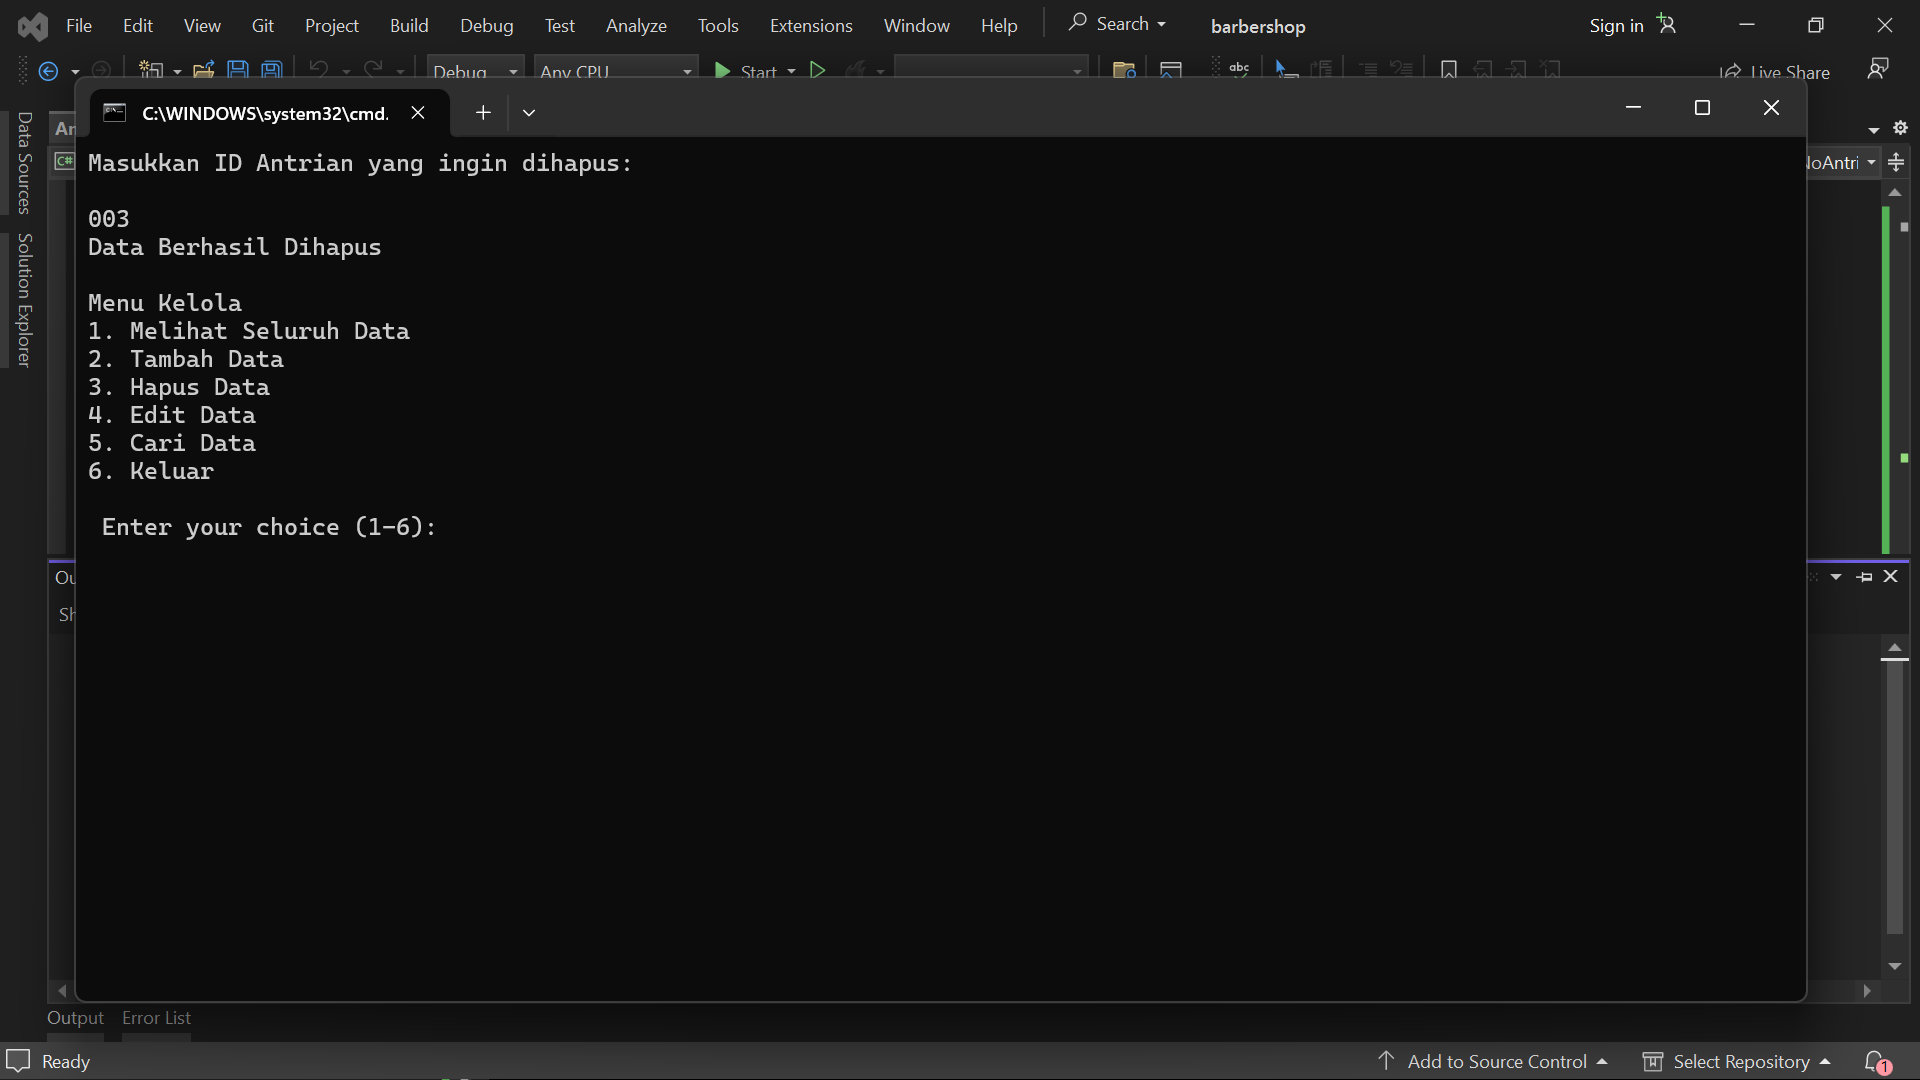 File Edit View Git Project Build Debug Test Analyze Tools Extensions Window Help Search barbershop Sign in
Debug Any CPU Start abc Live Share
C:\WINDOWS\system32\cmd.
Data Sources
Solution Explorer
C#
Masukkan ID Antrian yang ingin dihapus:
003
Data Berhasil Dihapus
Menu Kelola
1. Melihat Seluruh Data
2. Tambah Data
3. Hapus Data
4. Edit Data
5. Cari Data
6. Keluar
Enter your choice (1-6):
Output Error List
Ready Add to Source Control Select Repository 1